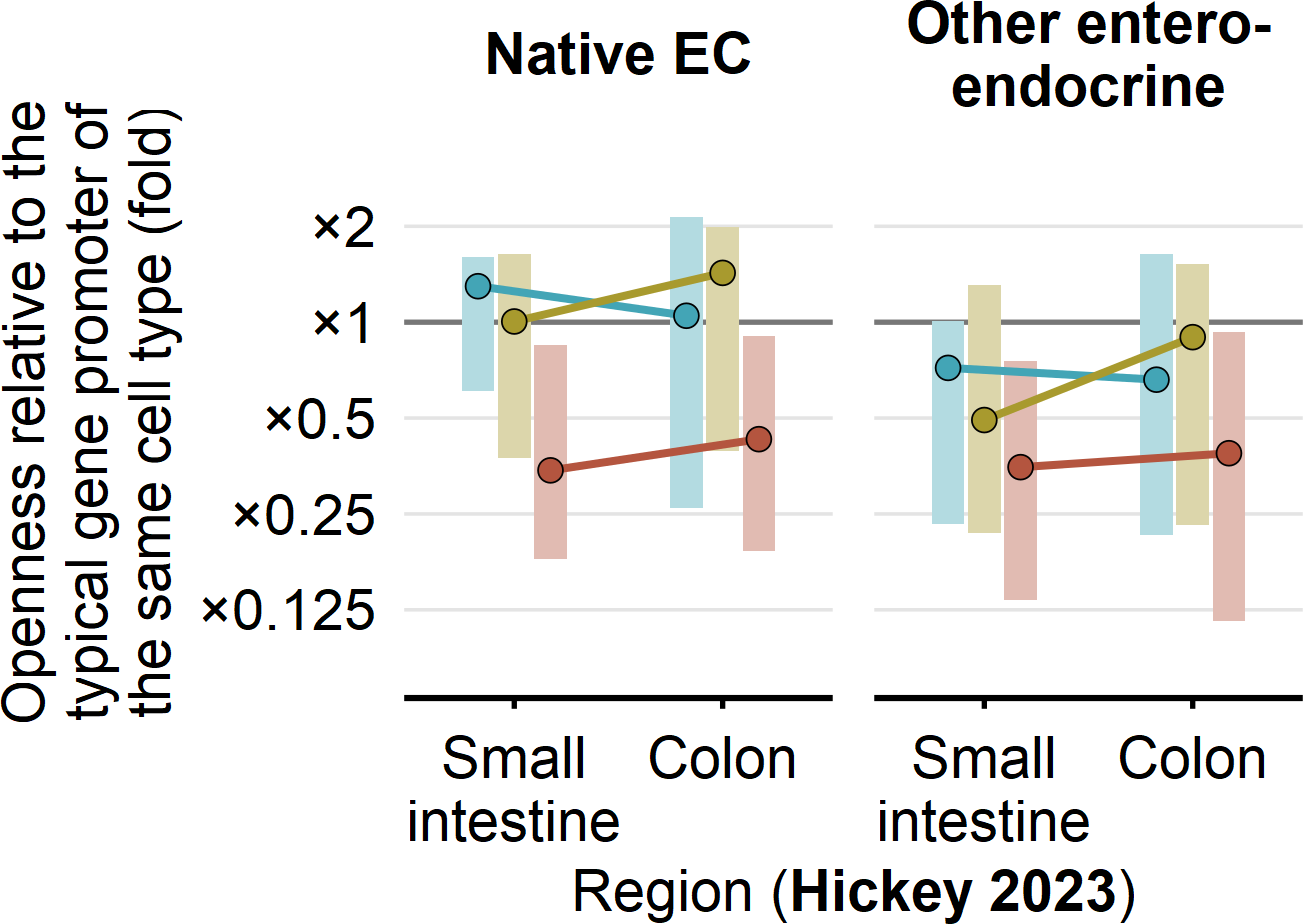 Native EC
Other entero-
endocrine
Openness relative to the
typical gene promoter of
the same cell type (fold)
×2
×1
×0.5
×0.25
×0.125
Small
intestine
Colon
Small
intestine
Colon
Region (Hickey 2023)